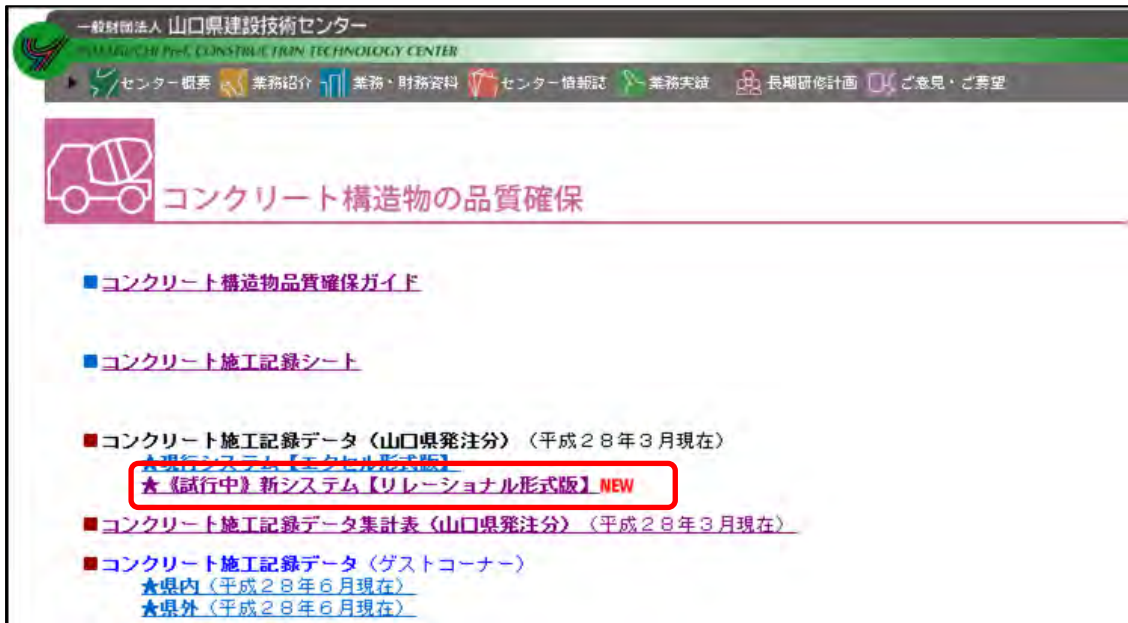 一般財団法人 山口県建設技術センター
YAMAGUCHI Pref. CONSTRUCTION TECHNOLOGY CENTER
センター概要 業務紹介 業務・財務資料 センター情報誌 業務実績 長期研修計画 ご意見・ご要望
コンクリート構造物の品質確保
■コンクリート構造物品質確保ガイド
■コンクリート施工記録シート
■コンクリート施工記録データ（山口県発注分）（平成２８年３月現在）
★現行システム【エクセル形式版】
★《試行中》新システム【リレーショナル形式版】 NEW
■コンクリート施工記録データ集計表（山口県発注分）（平成２８年３月現在）
■コンクリート施工記録データ（ゲストコーナー）
★県内（平成２８年６月現在）
★県外（平成２８年６月現在）